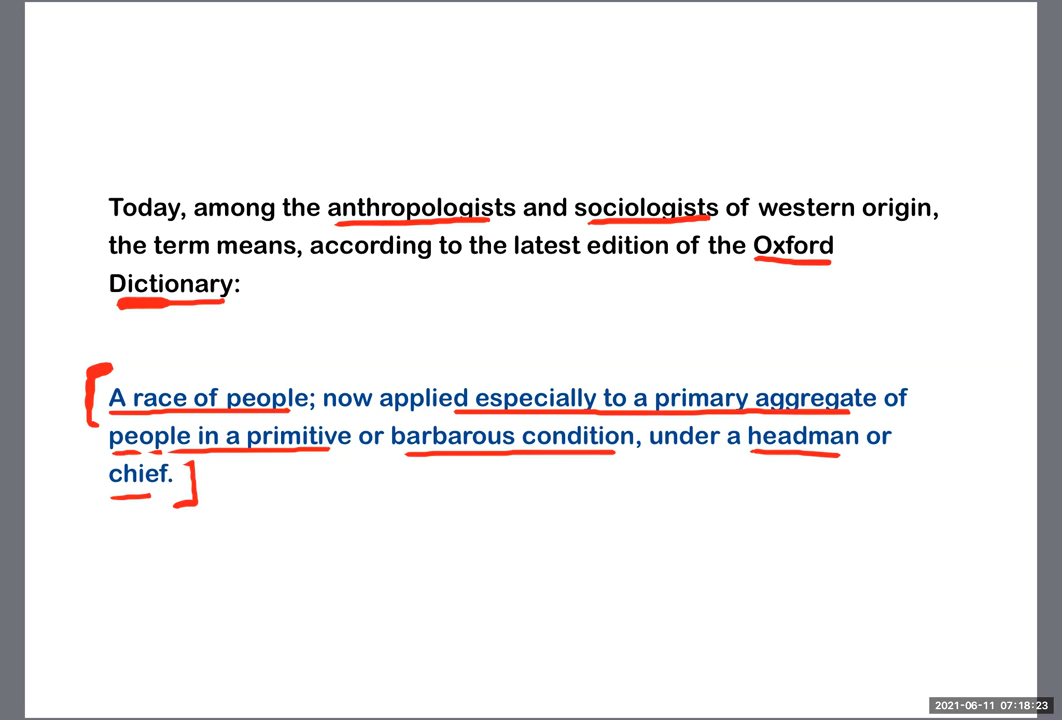 Today, among the anthropologists and sociologists of western origin,
the term means, according to the latest edition of the Oxford
Dictionary:
A race of people; now applied especially to a primary aggregate of
people in a primitive or barbarous condition, under a headman or
chief.
2021-06-11 07:18:23